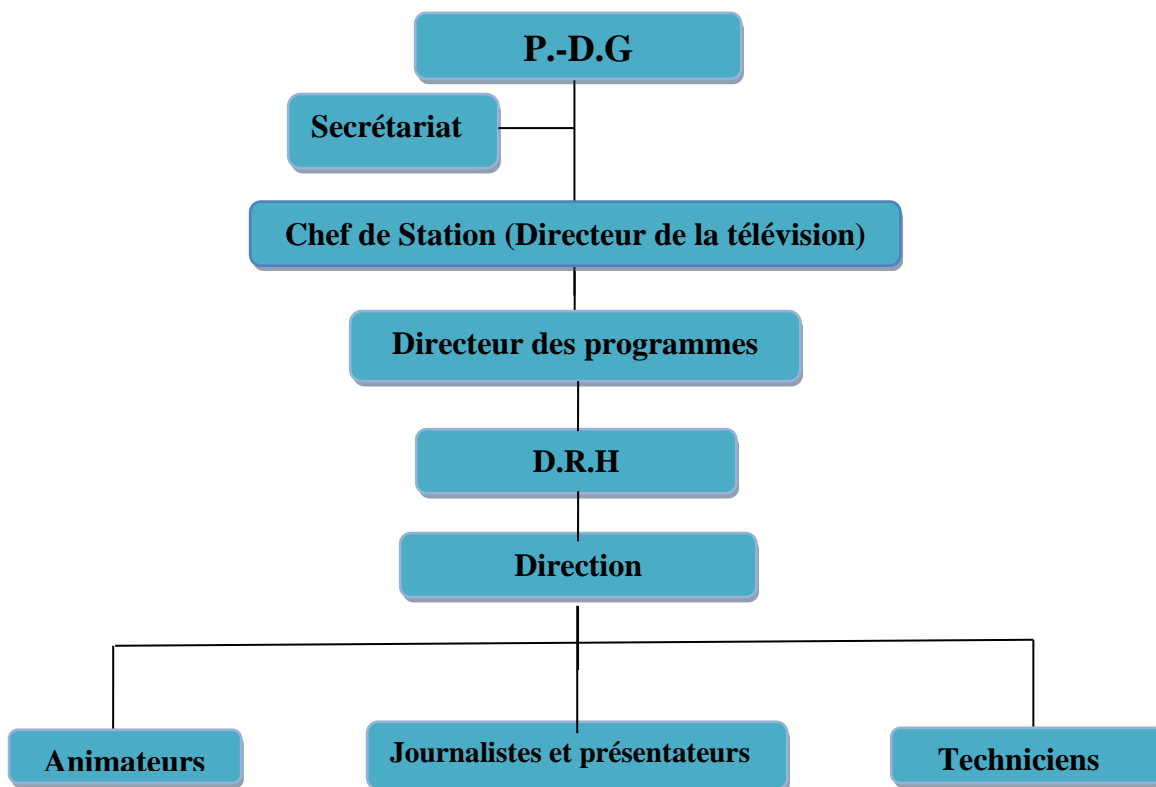 P.-D.G
Secrétariat
Chef de Station (Directeur de la télévision)
Directeur des programmes
D.R.H
Direction
Animateurs
Journalistes et présentateurs
Techniciens